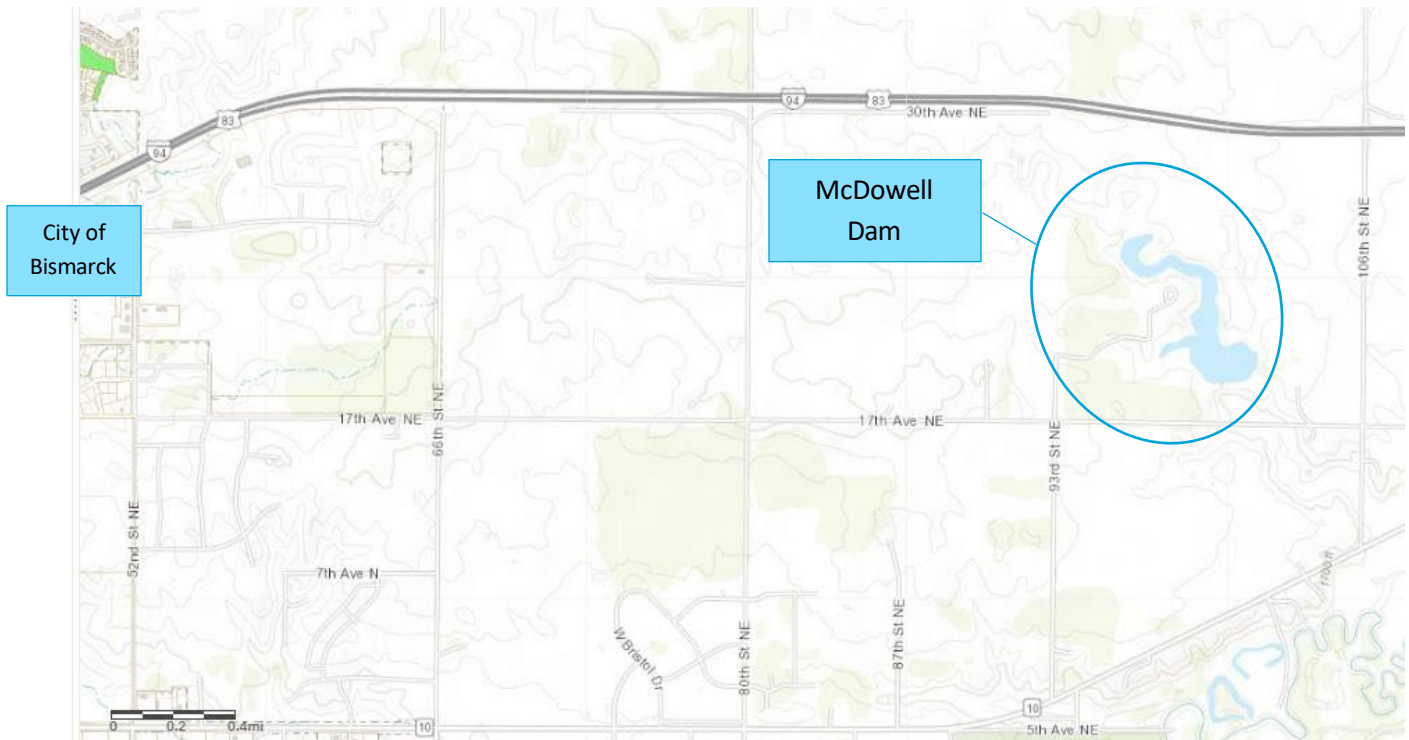 83
94
94
83
30th Ave NE
McDowell
Dam
City of
Bismarck
106th St NE
17th Ave NE
66th St NE
17th Ave NE
93rd St NE
52nd St NE
7th Ave N
1700 ft
W Bristol Dr
80th St NE
87th St NE
0 0.2 0.4mi
10
10
5th Ave NE